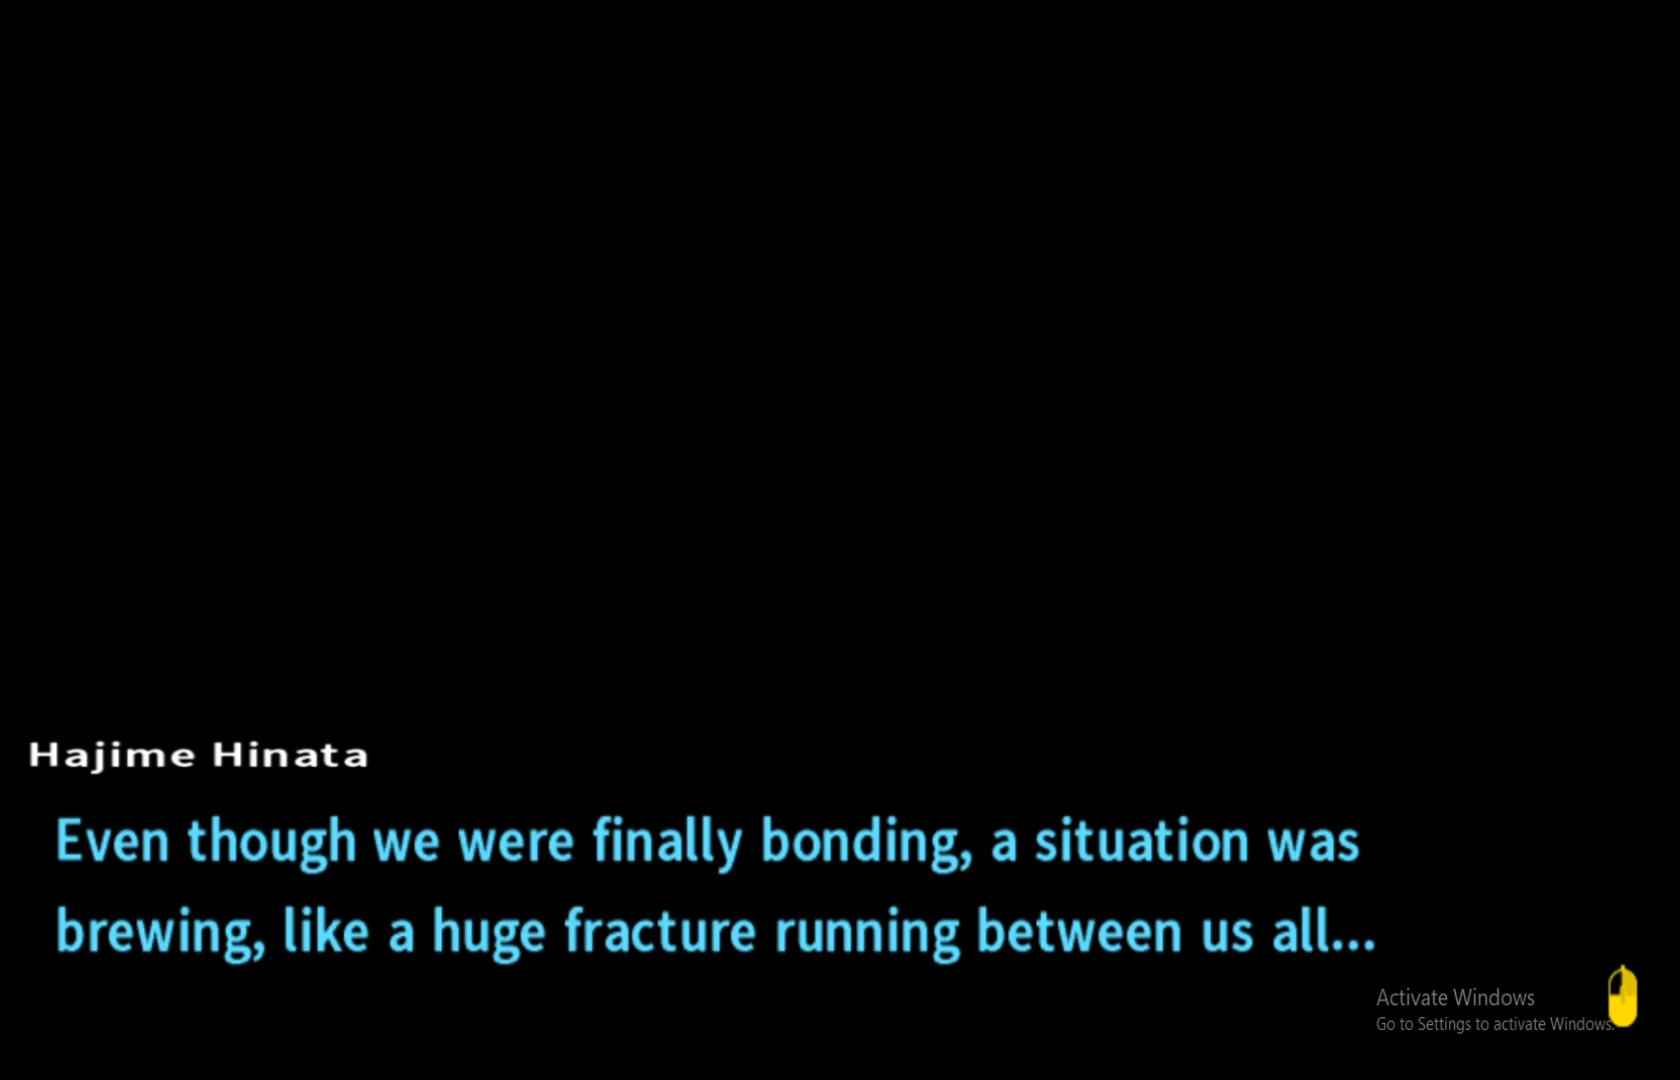 Hajime Hinata
Even though we were finally bonding, a situation was
brewing, like a huge fracture running between us all...
Activate Windows
Go to Settings to activate Windows.